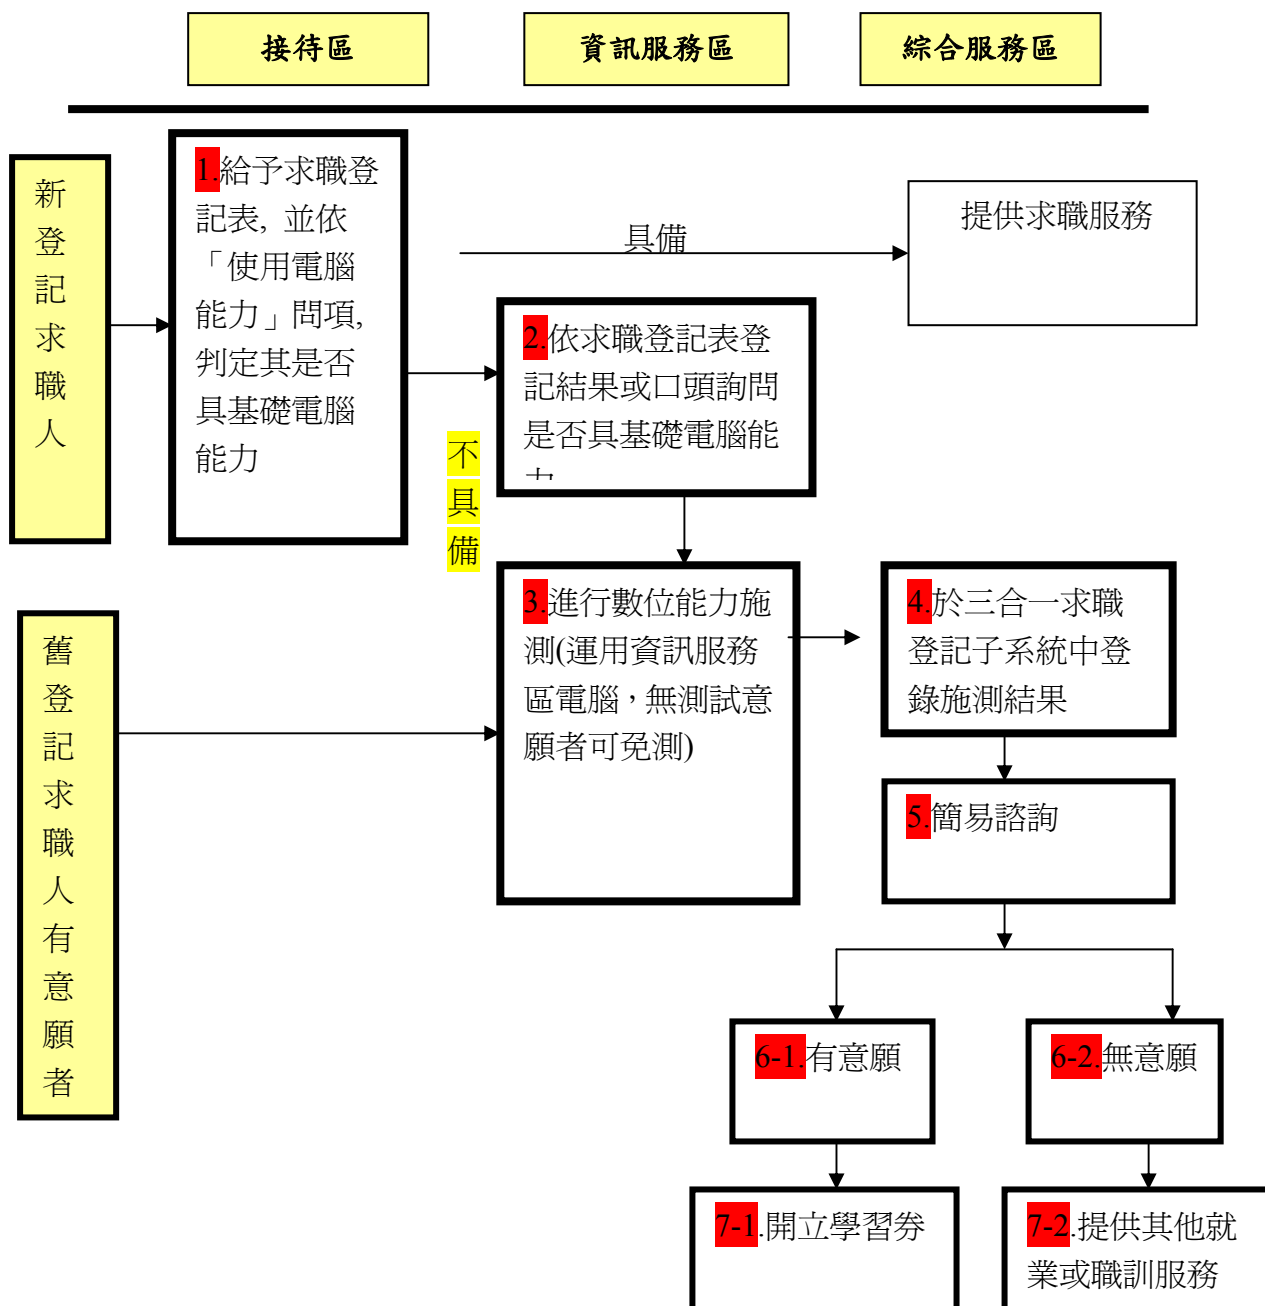 接待區
資訊服務區
綜合服務區
新登記求職人
1.給予求職登
記表, 並依
「使用電腦
能力」問項,
判定其是否
具基礎電腦
能力
具備
提供求職服務
2.依求職登記表登
記結果或口頭詢問
是否具基礎電腦能
不具備
3.進行數位能力施
測(運用資訊服務
區電腦，無測試意
願者可免測)
4.於三合一求職
登記子系統中登
錄施測結果
舊登記求職人有意願者
5.簡易諮詢
6-1.有意願
6-2.無意願
7-1.開立學習券
7-2.提供其他就
業或職訓服務